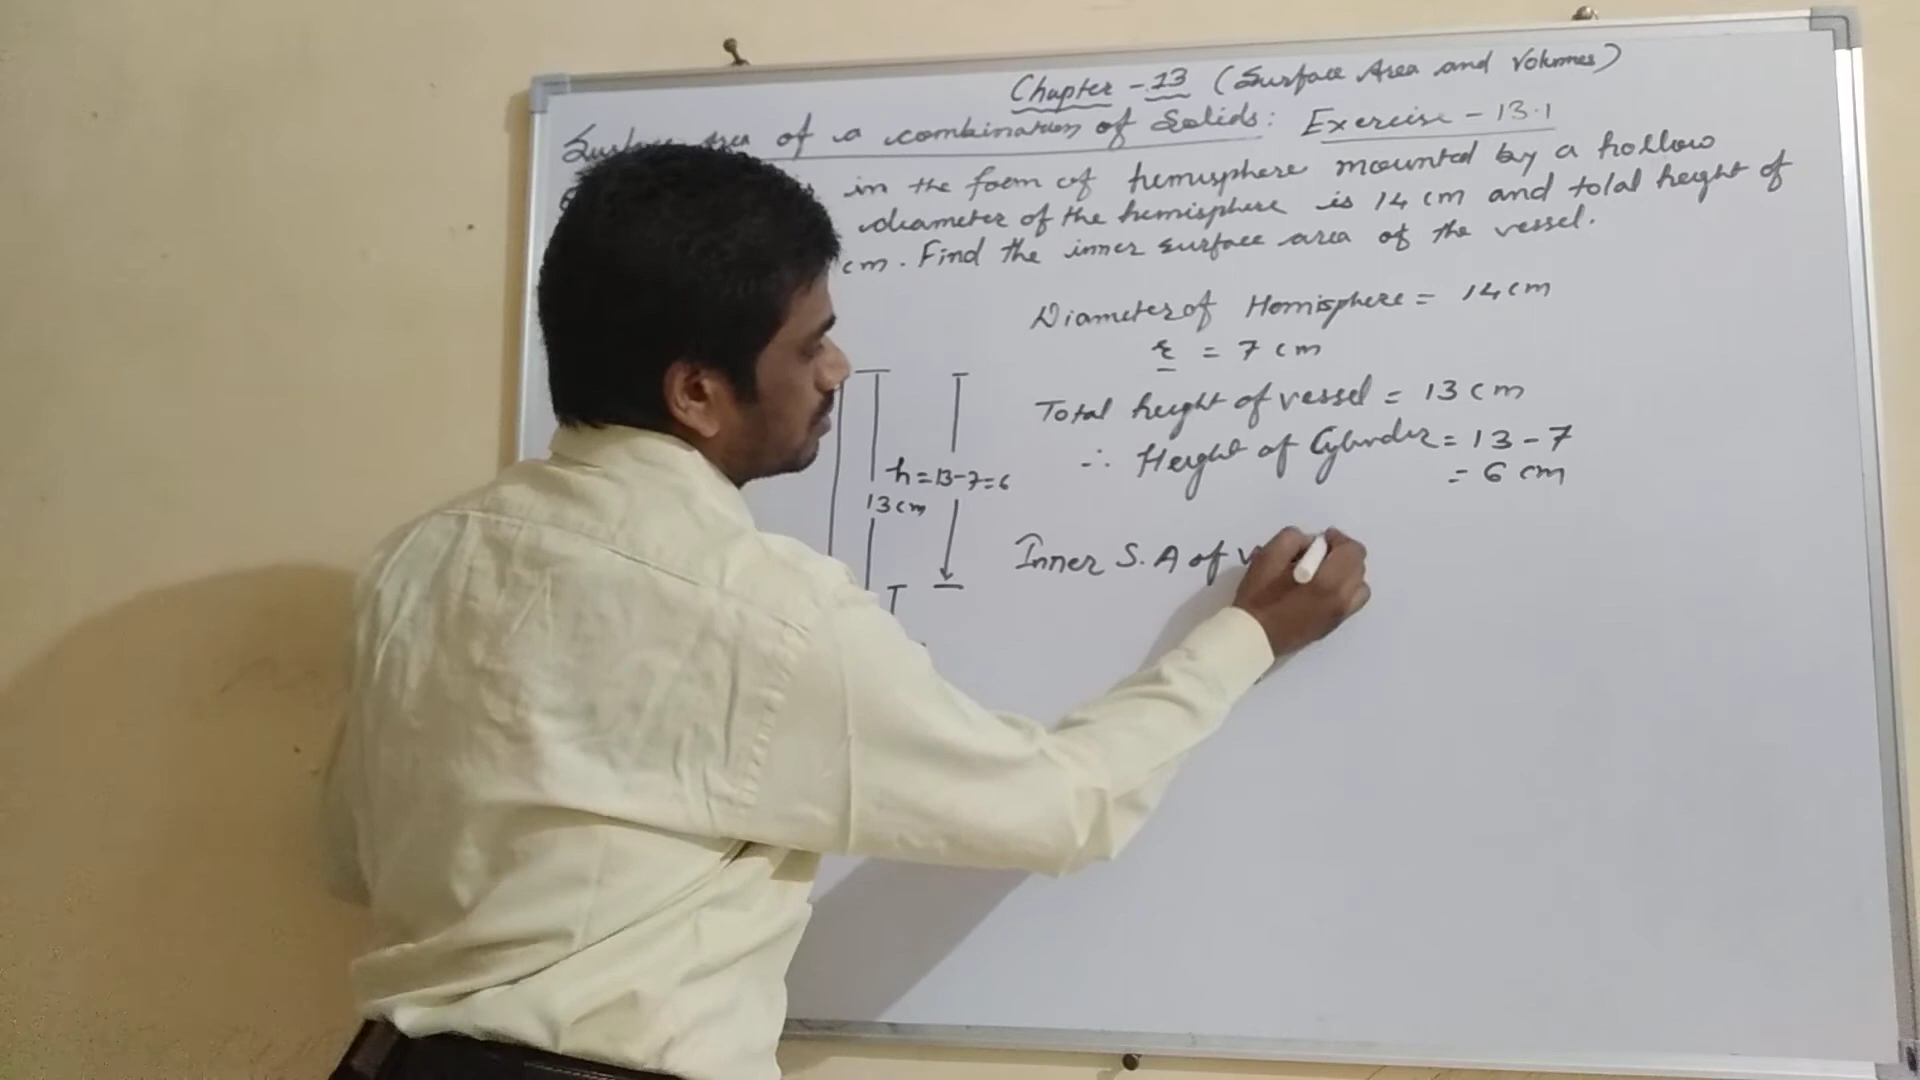 Chapter - 13 (Surface Area and Volumes)
Surface Area of a combination of Solids: Exercise - 13.1
in the form of hemisphere mounted by a hollow
diameter of the hemisphere is 14 cm and total height of
cm. Find the inner surface area of the vessel.
Diameter of Hemisphere = 14 cm
r = 7 cm
Total height of vessel = 13 cm
∴ Height of Cylinder = 13 - 7
= 6 cm
h = 13-7=6
13 cm
Inner S.A of